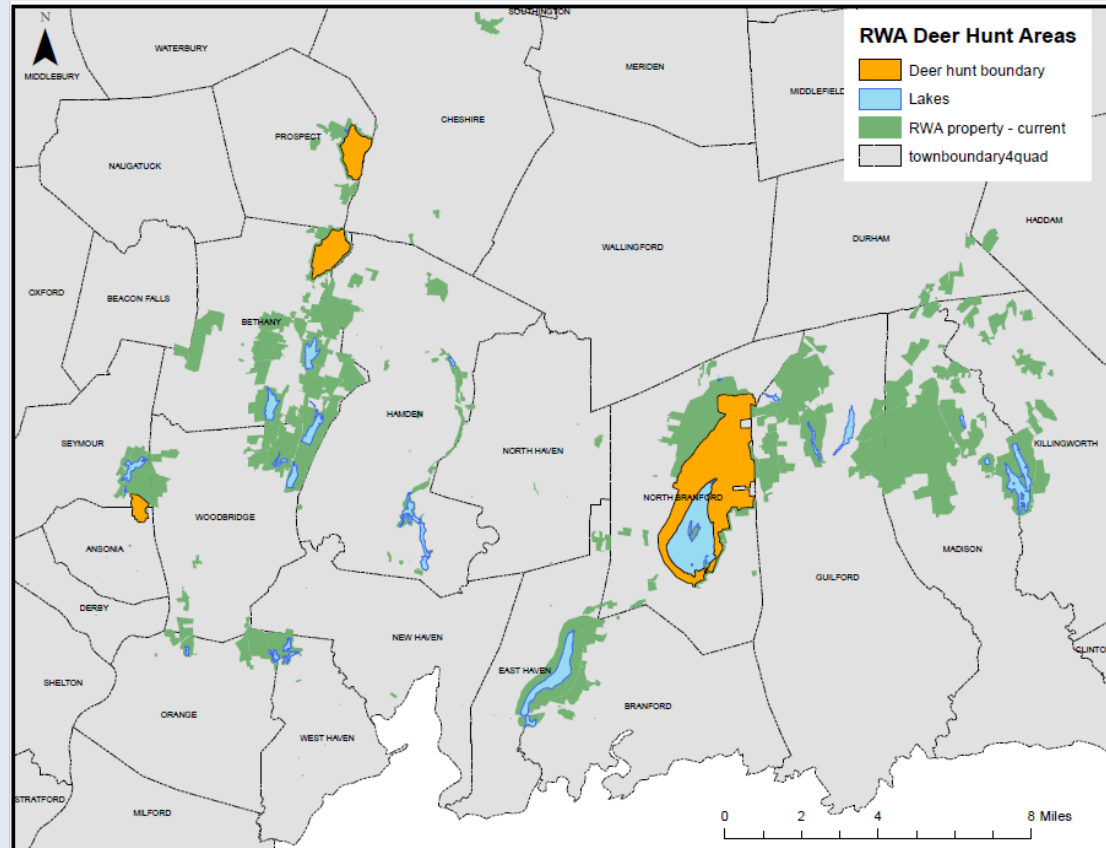 N
SOUTHINGTON
WATERBURY
MERIDEN
MIDDLEBURY
MIDDLEFIELD
RWA Deer Hunt Areas
Deer hunt boundary
Lakes
RWA property - current
townboundary4quad
CHESHIRE
PROSPECT
NAUGATUCK
HADDAM
DURHAM
WALLINGFORD
OXFORD
BEACON FALLS
BETHANY
HAMDEN
SEYMOUR
KILLINGWORTH
NORTH HAVEN
NORTH BRANFORD
WOODBRIDGE
ANSONIA
MADISON
GUILFORD
DERBY
NEW HAVEN
CLINTO
EAST HAVEN
SHELTON
BRANFORD
ORANGE
WEST HAVEN
STRATFORD
MILFORD
0 2 4 8 Miles